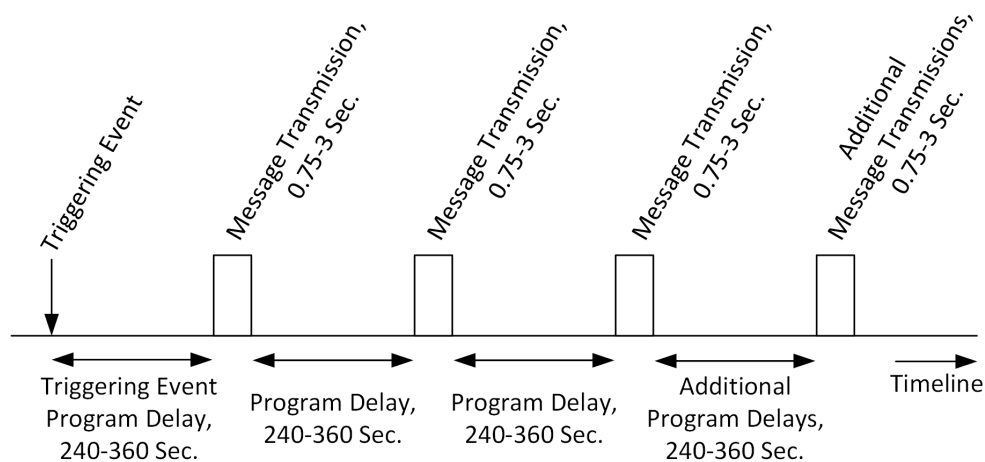 Triggering Event
Message Transmission,
0.75-3 Sec.
Message Transmission,
0.75-3 Sec.
Message Transmission,
0.75-3 Sec.
Additional
Message Transmissions,
0.75-3 Sec.
Triggering Event
Program Delay,
240-360 Sec.
Program Delay,
240-360 Sec.
Program Delay,
240-360 Sec.
Additional
Program Delays,
240-360 Sec.
Timeline